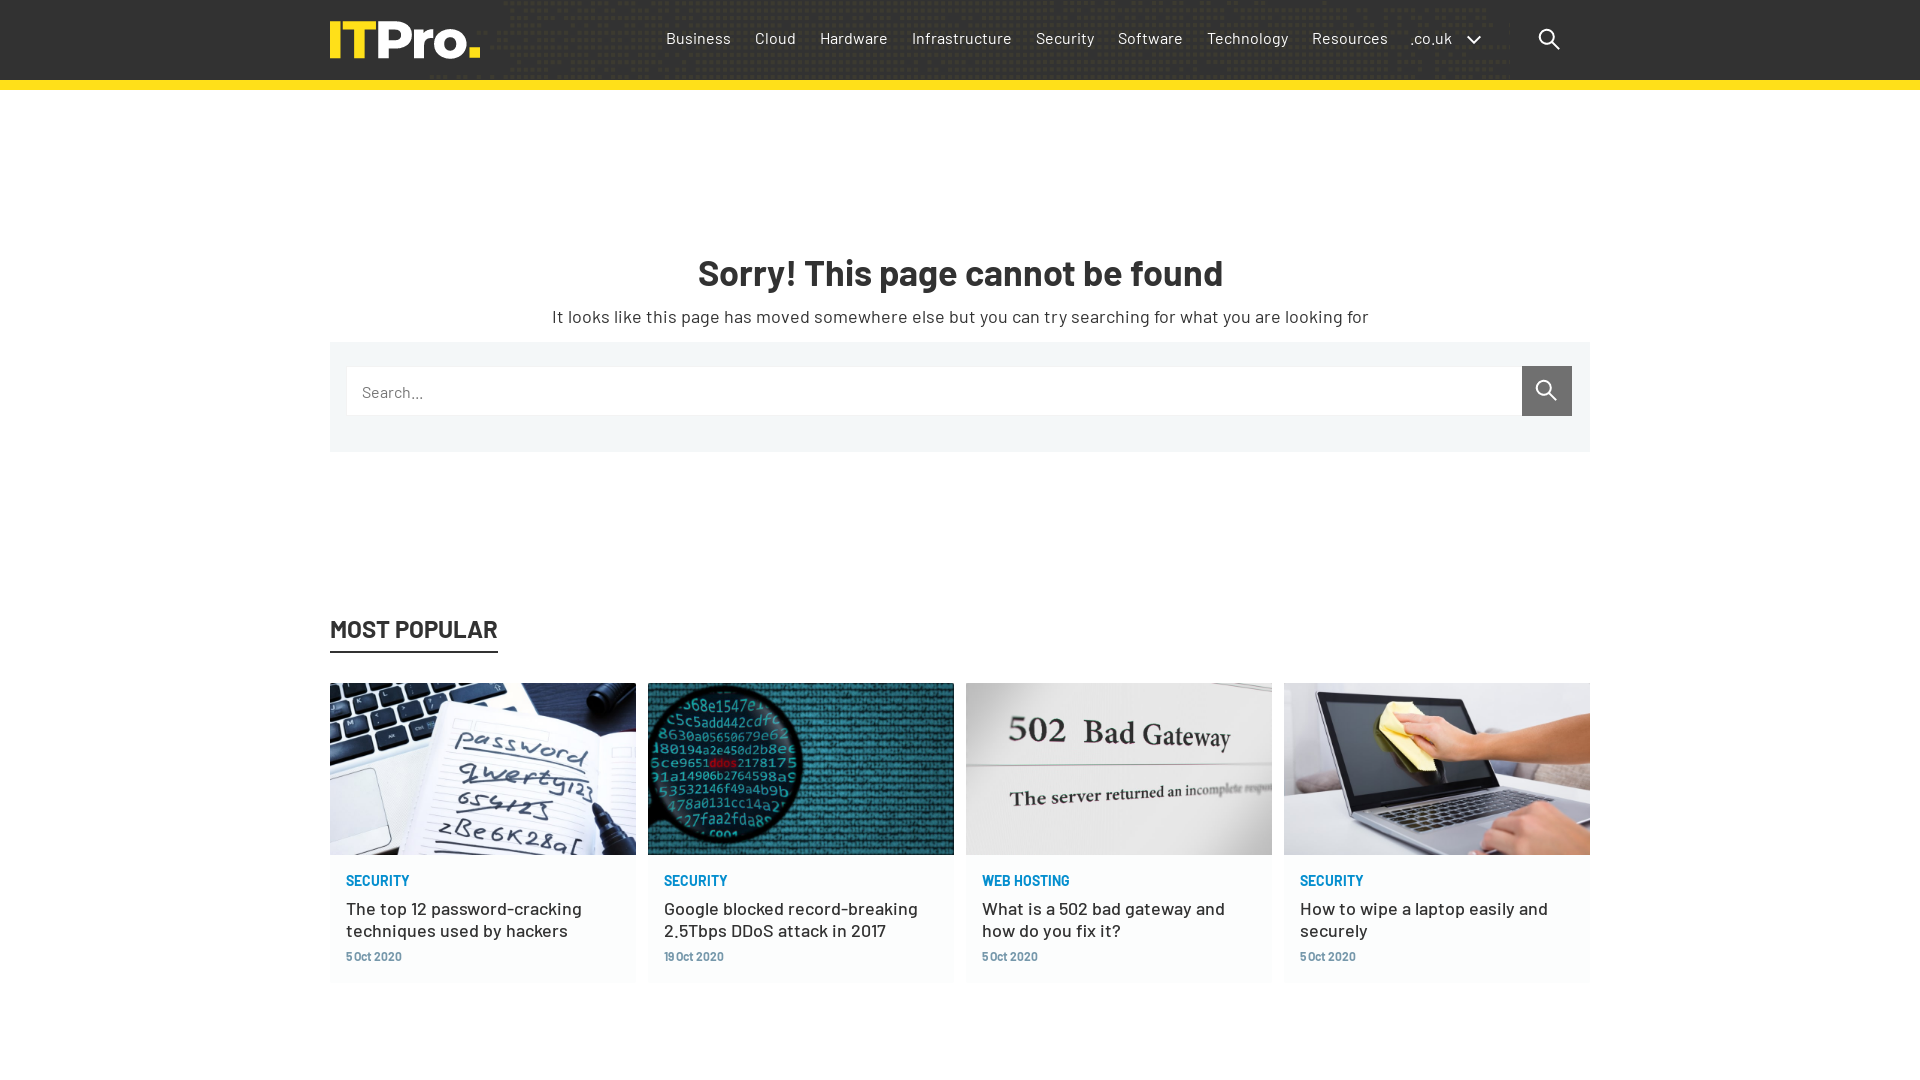 ITPro.
Business Cloud Hardware Infrastructure Security Software Technology Resources .co.uk
Sorry! This page cannot be found
It looks like this page has moved somewhere else but you can try searching for what you are looking for
Search...
MOST POPULAR
password
qwerty123
654123
zBe6K28a[
ddos
502 Bad Gateway
The server returned an incomplete
SECURITY
The top 12 password-cracking
techniques used by hackers
5 Oct 2020
SECURITY
Google blocked record-breaking
2.5Tbps DDoS attack in 2017
19 Oct 2020
WEB HOSTING
What is a 502 bad gateway and
how do you fix it?
5 Oct 2020
SECURITY
How to wipe a laptop easily and
securely
5 Oct 2020